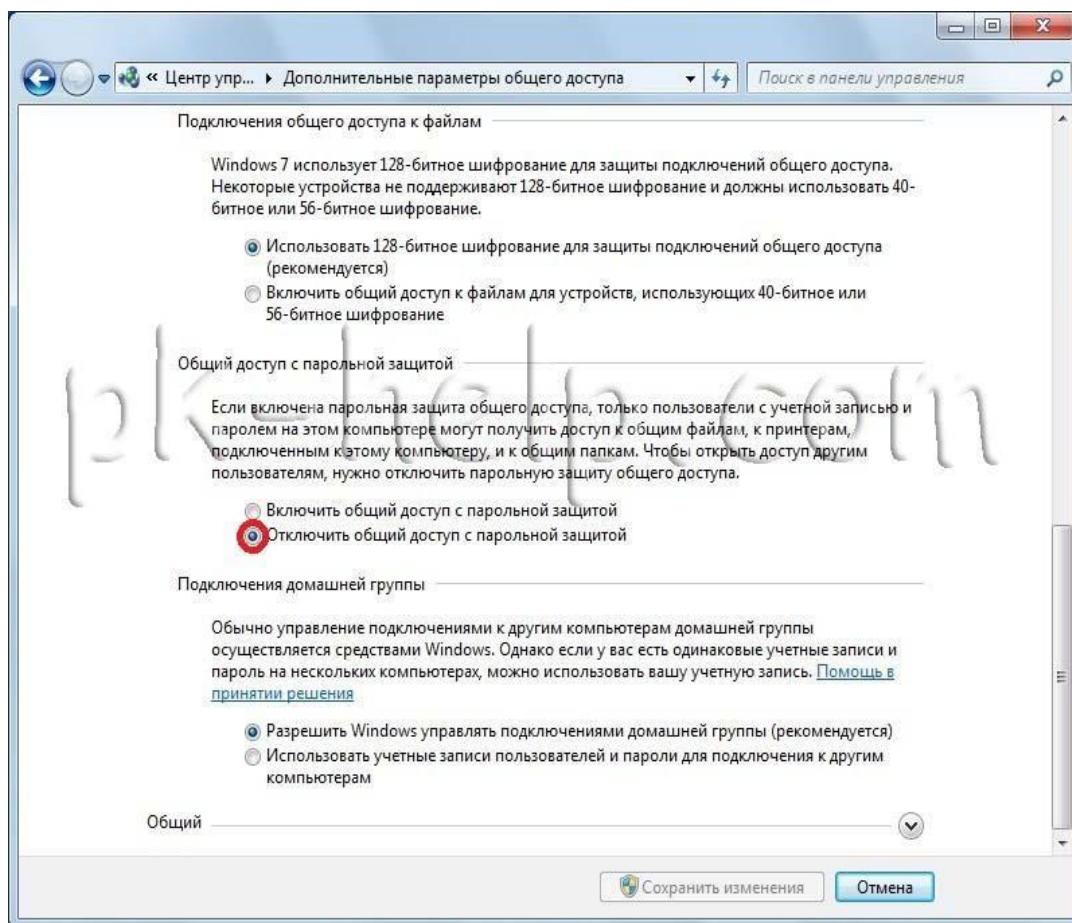 « Центр упр... ▸ Дополнительные параметры общего доступа
Поиск в панели управления
Подключения общего доступа к файлам
Windows 7 использует 128-битное шифрование для защиты подключений общего доступа.
Некоторые устройства не поддерживают 128-битное шифрование и должны использовать 40-
битное или 56-битное шифрование.
Использовать 128-битное шифрование для защиты подключений общего доступа
(рекомендуется)
Включить общий доступ к файлам для устройств, использующих 40-битное или
56-битное шифрование
Общий доступ с парольной защитой
pk-help.com
Если включена парольная защита общего доступа, только пользователи с учетной записью и
паролем на этом компьютере могут получить доступ к общим файлам, к принтерам,
подключенным к этому компьютеру, и к общим папкам. Чтобы открыть доступ другим
пользователям, нужно отключить парольную защиту общего доступа.
Включить общий доступ с парольной защитой
Отключить общий доступ с парольной защитой
Подключения домашней группы
Обычно управление подключениями к другим компьютерам домашней группы
осуществляется средствами Windows. Однако если у вас есть одинаковые учетные записи и
пароль на нескольких компьютерах, можно использовать вашу учетную запись. Помощь в
принятии решения
Разрешить Windows управлять подключениями домашней группы (рекомендуется)
Использовать учетные записи пользователей и пароли для подключения к другим
компьютерам
Общий
Сохранить изменения
Отмена